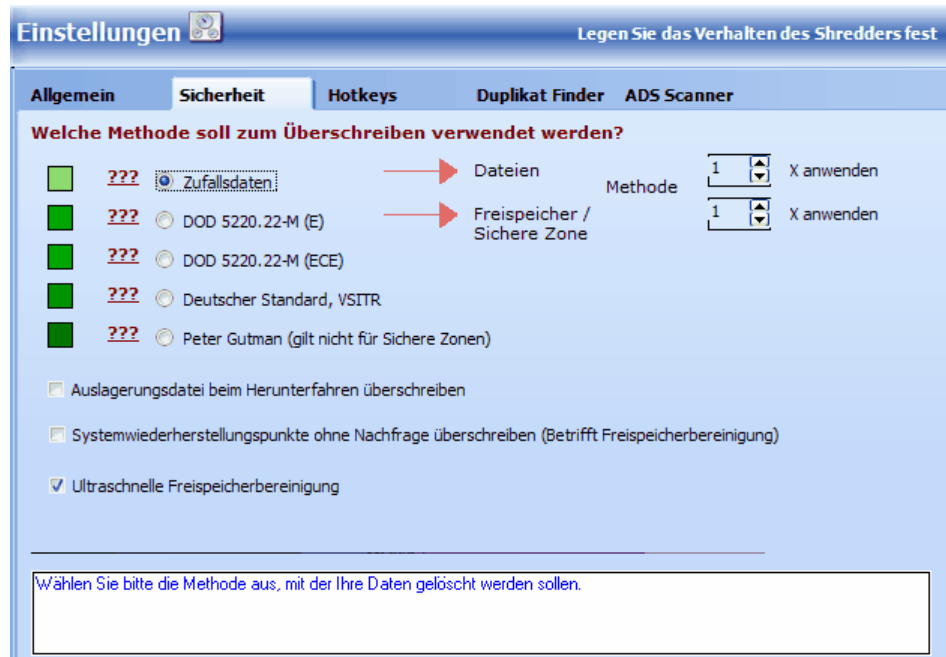 Einstellungen
Legen Sie das Verhalten des Shredders fest
Allgemein Sicherheit Hotkeys Duplikat Finder ADS Scanner
Welche Methode soll zum Überschreiben verwendet werden?
??? Zufallsdaten
??? DOD 5220.22-M (E)
??? DOD 5220.22-M (ECE)
??? Deutscher Standard, VSITR
??? Peter Gutman (gilt nicht für Sichere Zonen)
Dateien
Freispeicher /
Sichere Zone
Methode
1 X anwenden
1 X anwenden
Auslagerungsdatei beim Herunterfahren überschreiben
Systemwiederherstellungspunkte ohne Nachfrage überschreiben (Betrifft Freispeicherbereinigung)
Ultraschnelle Freispeicherbereinigung
Wählen Sie bitte die Methode aus, mit der Ihre Daten gelöscht werden sollen.